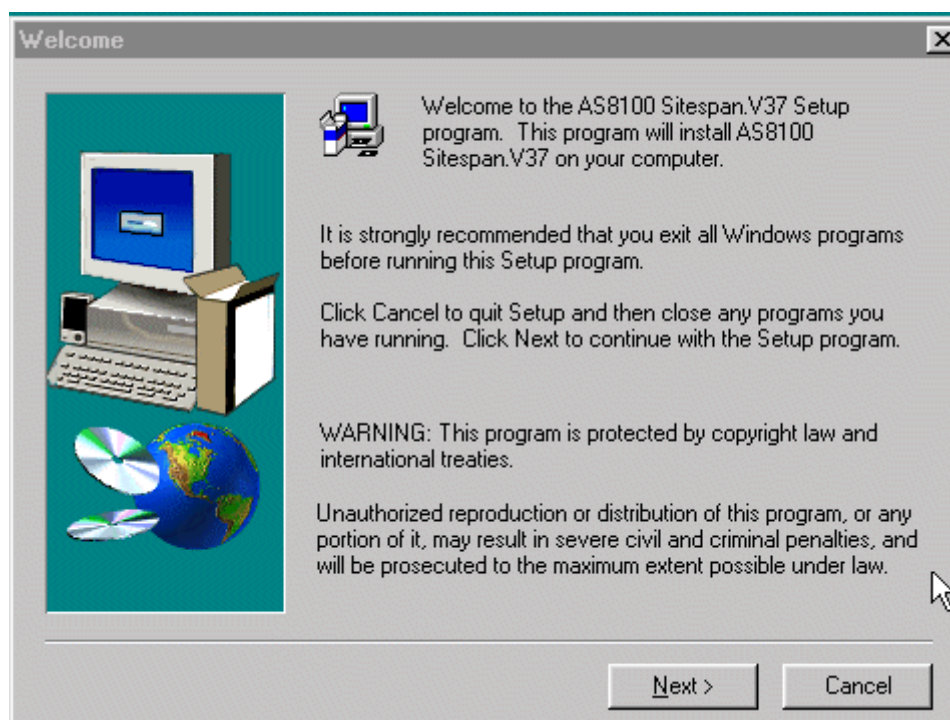 Welcome
Welcome to the AS8100 Sitespan.V37 Setup
program.  This program will install AS8100
Sitespan.V37 on your computer.
It is strongly recommended that you exit all Windows programs
before running this Setup program.
Click Cancel to quit Setup and then close any programs you
have running.  Click Next to continue with the Setup program.
WARNING: This program is protected by copyright law and
international treaties.
Unauthorized reproduction or distribution of this program, or any
portion of it, may result in severe civil and criminal penalties, and
will be prosecuted to the maximum extent possible under law.
Next >
Cancel